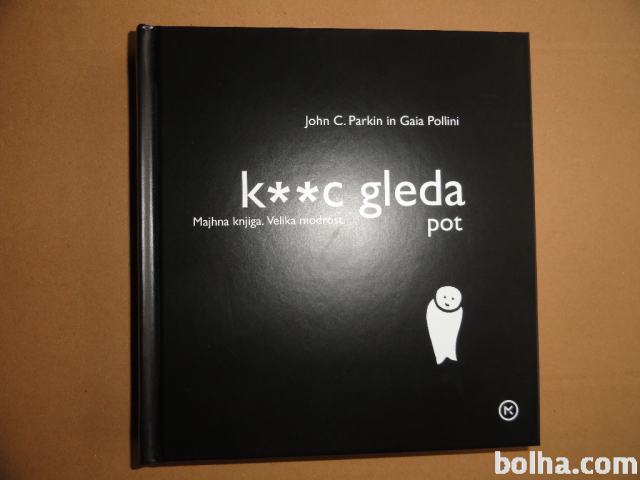 John C. Parkin in Gaia Pollini
k**c gleda
Majhna knjiga. Velika modrost.
pot
bolha.com